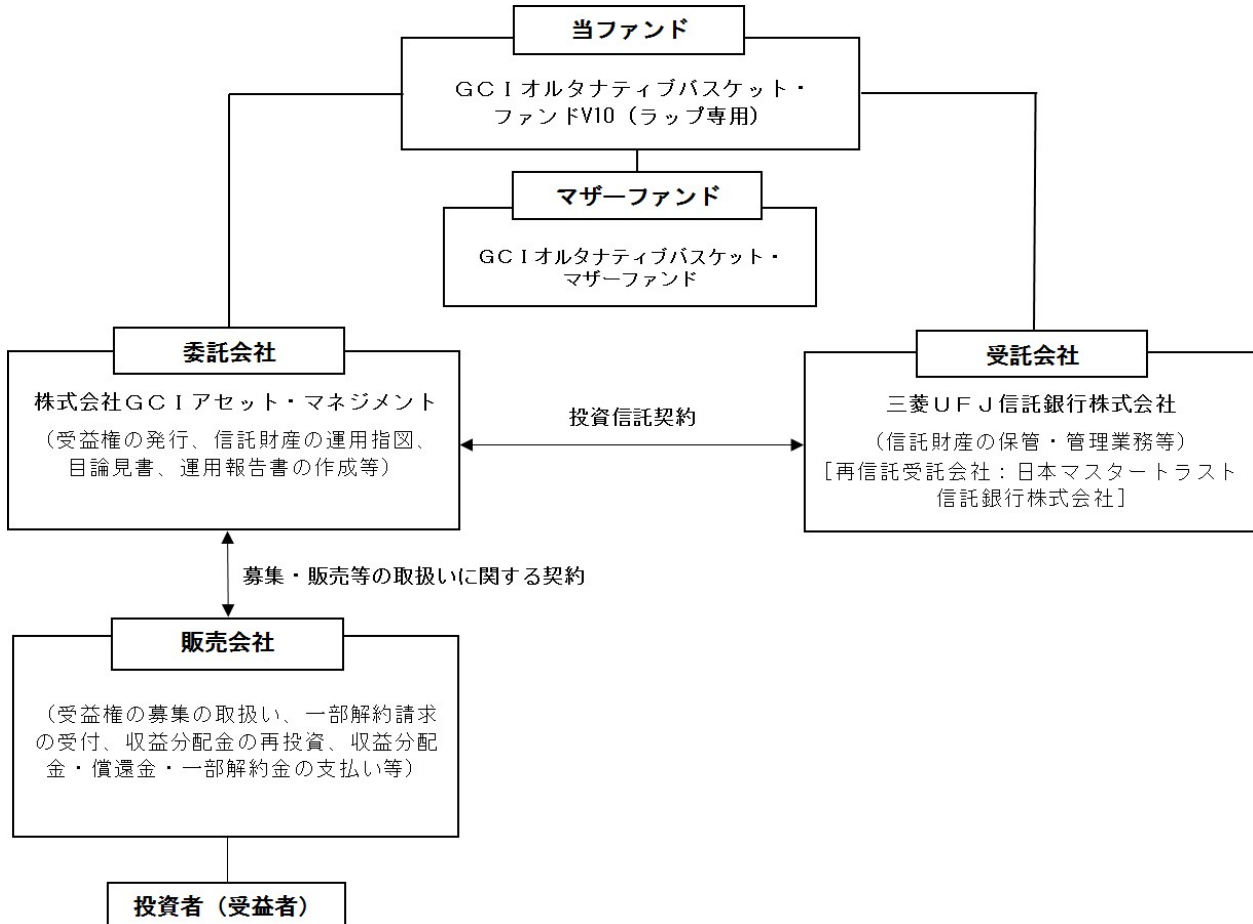 当ファンド
GCIオルタナティブバスケット・
ファンドV10（ラップ専用）
マザーファンド
GCIオルタナティブバスケット・
マザーファンド
委託会社
株式会社GCIアセット・マネジメント
（受益権の発行、信託財産の運用指図、
目論見書、運用報告書の作成等）
投資信託契約
受託会社
三菱UFJ信託銀行株式会社
（信託財産の保管・管理業務等）
[再信託受託会社：日本マスタートラスト
信託銀行株式会社]
募集・販売等の取扱いに関する契約
販売会社
（受益権の募集の取扱い、一部解約請求
の受付、収益分配金の再投資、収益分配
金・償還金・一部解約金の支払い等）
投資者（受益者）